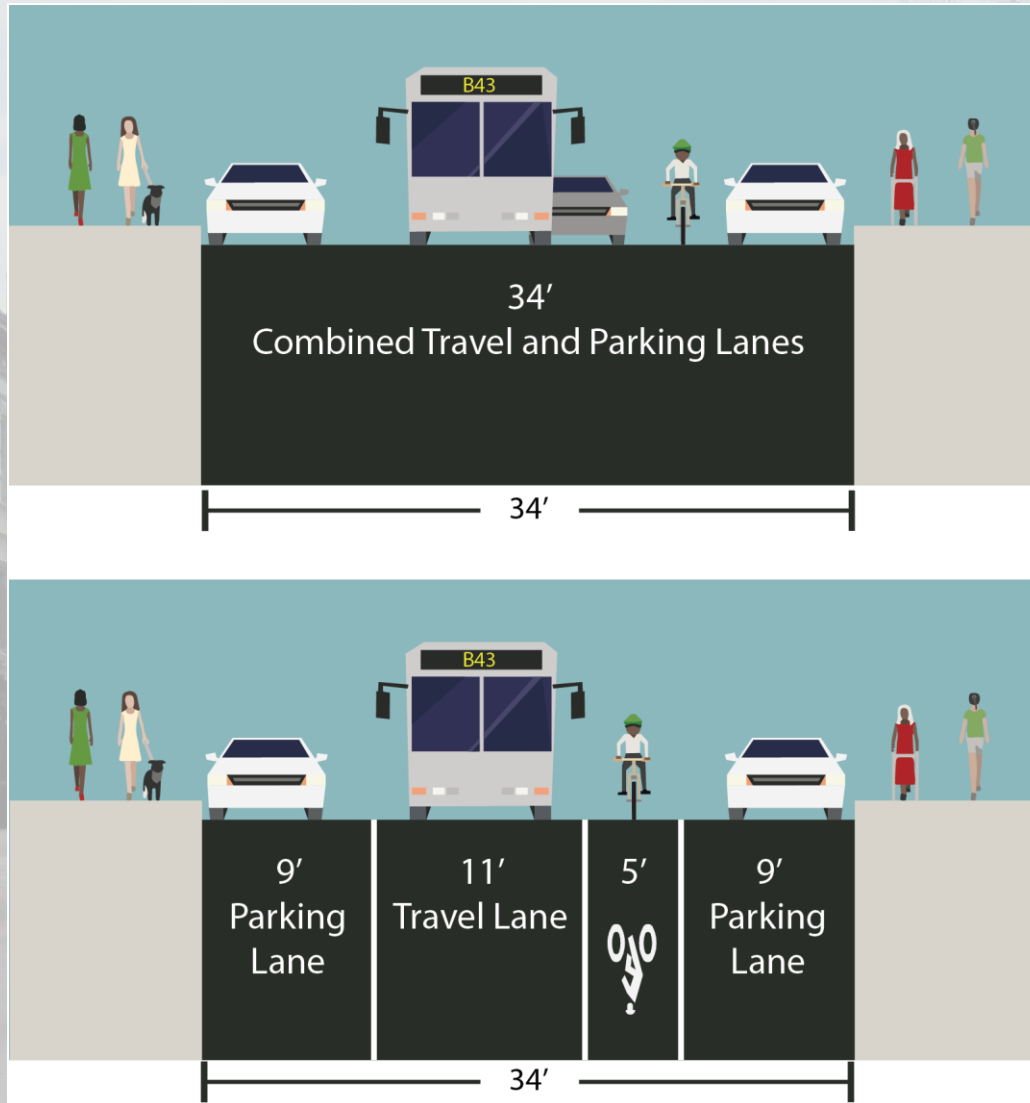 B43
34’
Combined Travel and Parking Lanes
34’
B43
9’
Parking
Lane
11’
Travel Lane
5’
9’
Parking
Lane
34’